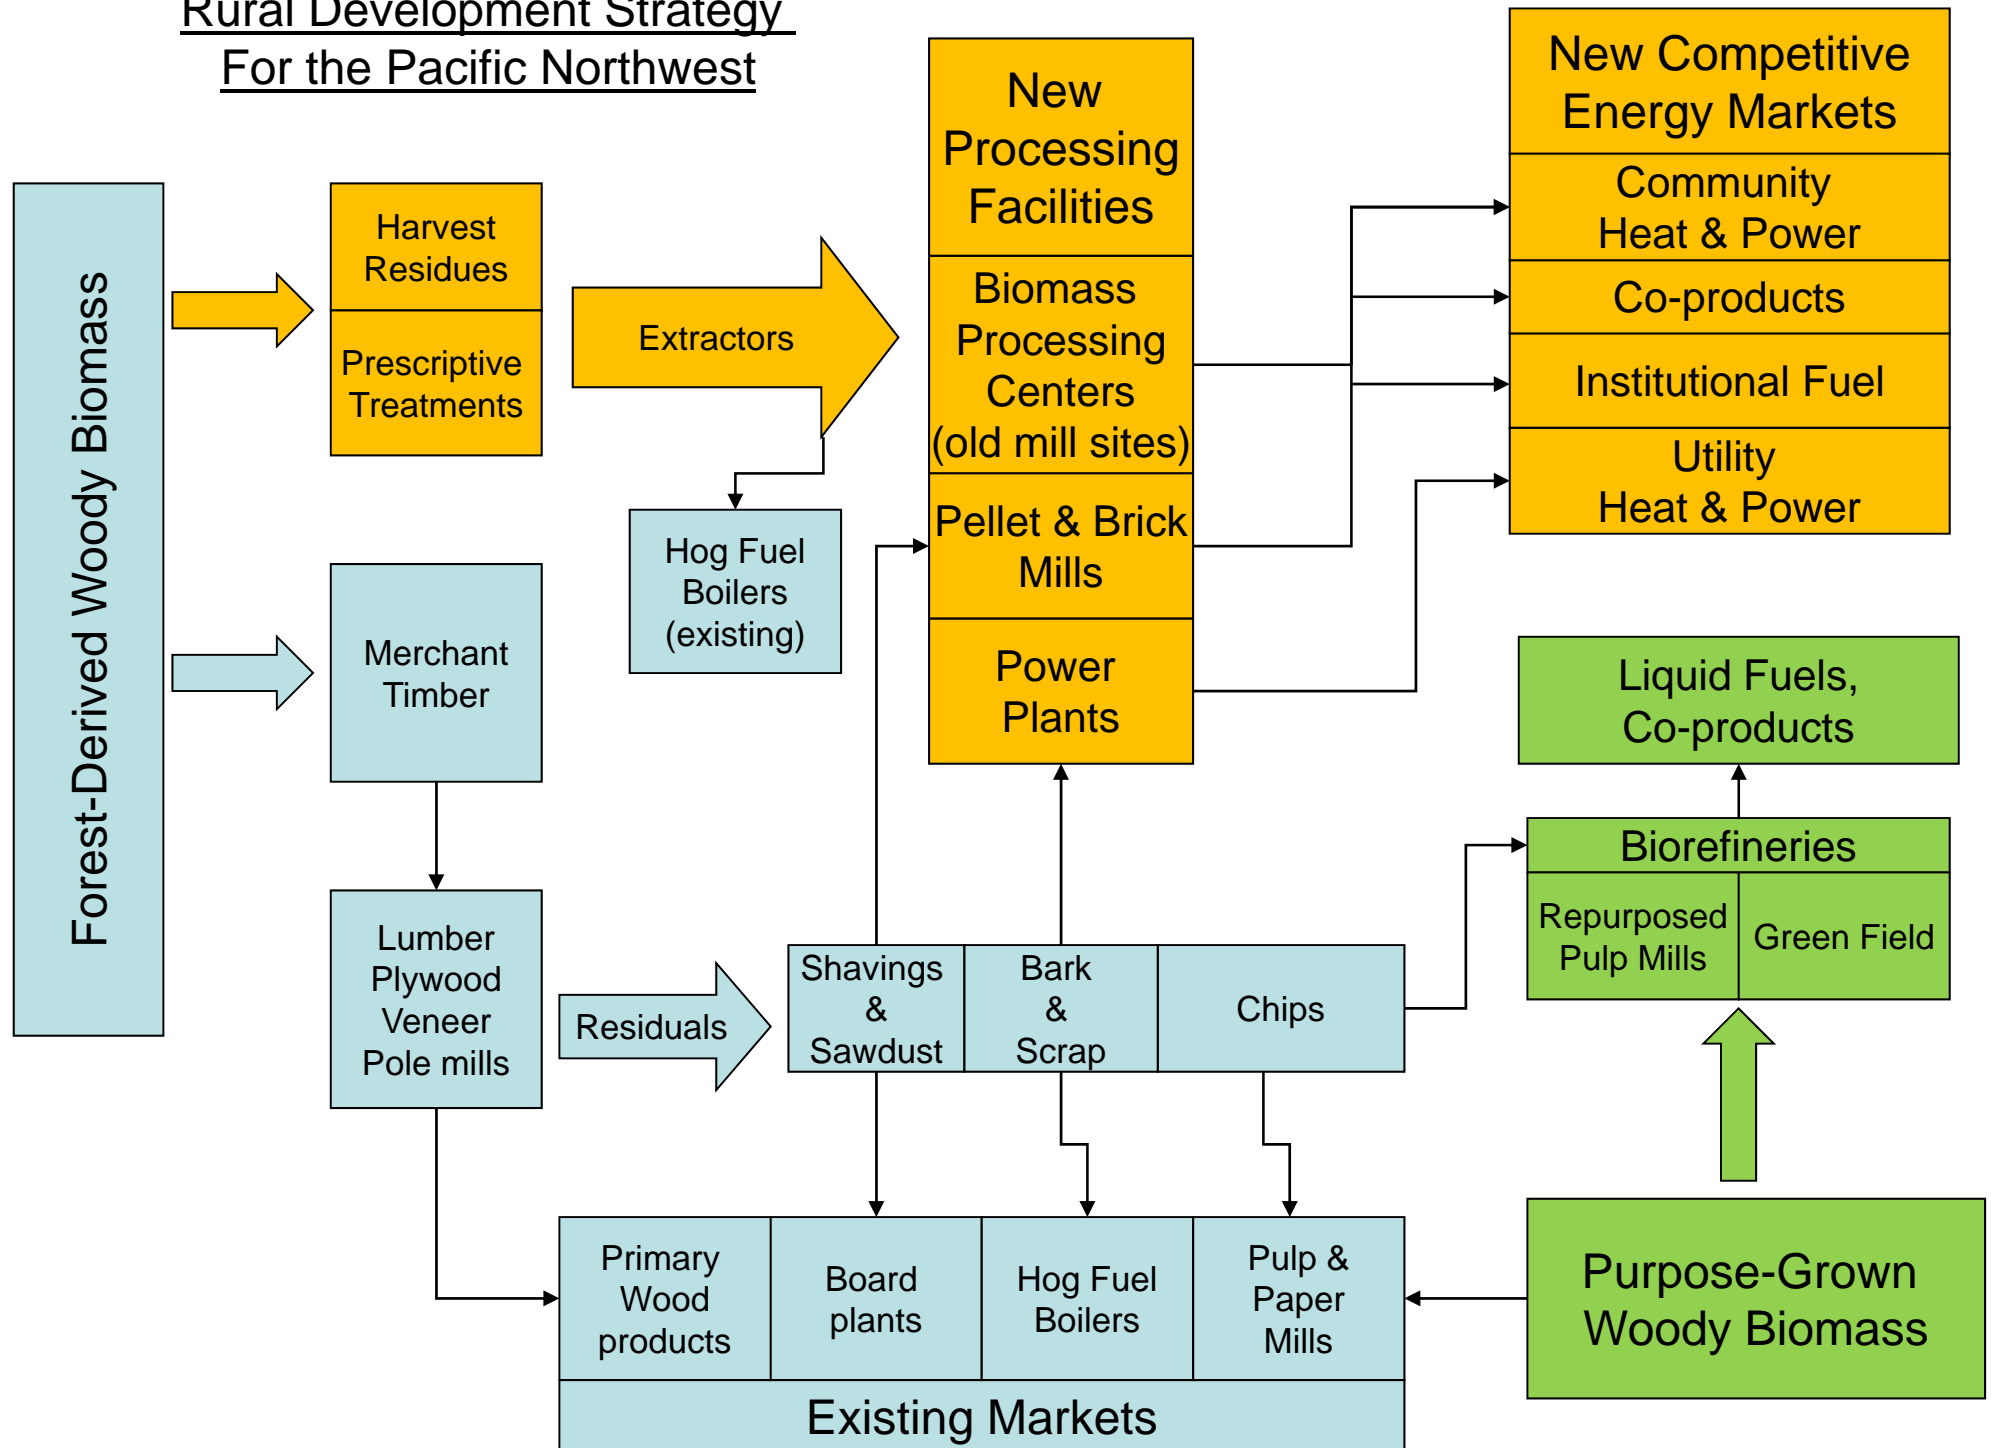 Rural Development Strategy
For the Pacific Northwest
Forest-Derived Woody Biomass
Harvest
Residues
Prescriptive
Treatments
Extractors
Hog Fuel
Boilers
(existing)
Merchant
Timber
Lumber
Plywood
Veneer
Pole mills
Residuals
New
Processing
Facilities
Biomass
Processing
Centers
(old mill sites)
Pellet & Brick
Mills
Power
Plants
New Competitive
Energy Markets
Community
Heat & Power
Co-products
Institutional Fuel
Utility
Heat & Power
Liquid Fuels,
Co-products
Biorefineries
Repurposed
Pulp Mills
Green Field
Shavings
&
Sawdust
Bark
&
Scrap
Chips
Primary
Wood
products
Board
plants
Hog Fuel
Boilers
Pulp &
Paper
Mills
Existing Markets
Purpose-Grown
Woody Biomass